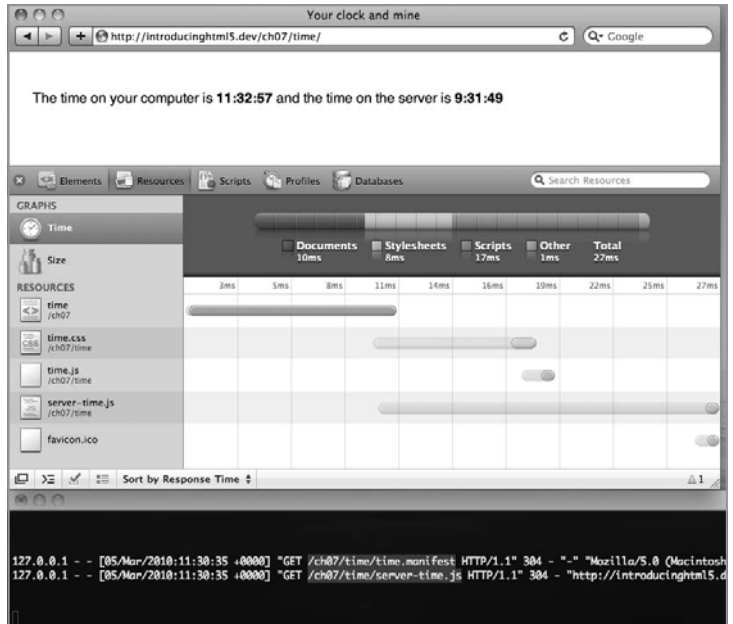 Your clock and mine
http://introducinghtml5.dev/ch07/time/
Google
The time on your computer is 11:32:57 and the time on the server is 9:31:49
Elements Resources Scripts Profiles Databases Search Resources
GRAPHS
Time
Size
Documents 10ms Stylesheets 8ms Scripts 17ms Other 1ms Total 27ms
RESOURCES
3ms 5ms 8ms 11ms 14ms 16ms 19ms 22ms 25ms 27ms
time
/ch07
time.css
/ch07/time
time.js
/ch07/time
server-time.js
/ch07/time
favicon.ico
Sort by Response Time 1
127.0.0.1 - - [05/Mar/2010:11:30:35 +0000] "GET /ch07/time/time.manifest HTTP/1.1" 304 - "-" "Mozilla/5.0 (Macintosh
127.0.0.1 - - [05/Mar/2010:11:30:35 +0000] "GET /ch07/time/server-time.js HTTP/1.1" 304 - "http://introducinghtml5.d